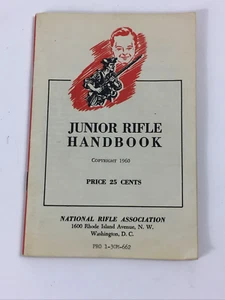 JUNIOR RIFLE
HANDBOOK
COPYRIGHT 1960
PRICE 25 CENTS
NATIONAL RIFLE ASSOCIATION
1600 Rhode Island Avenue, N. W.
Washington, D. C.